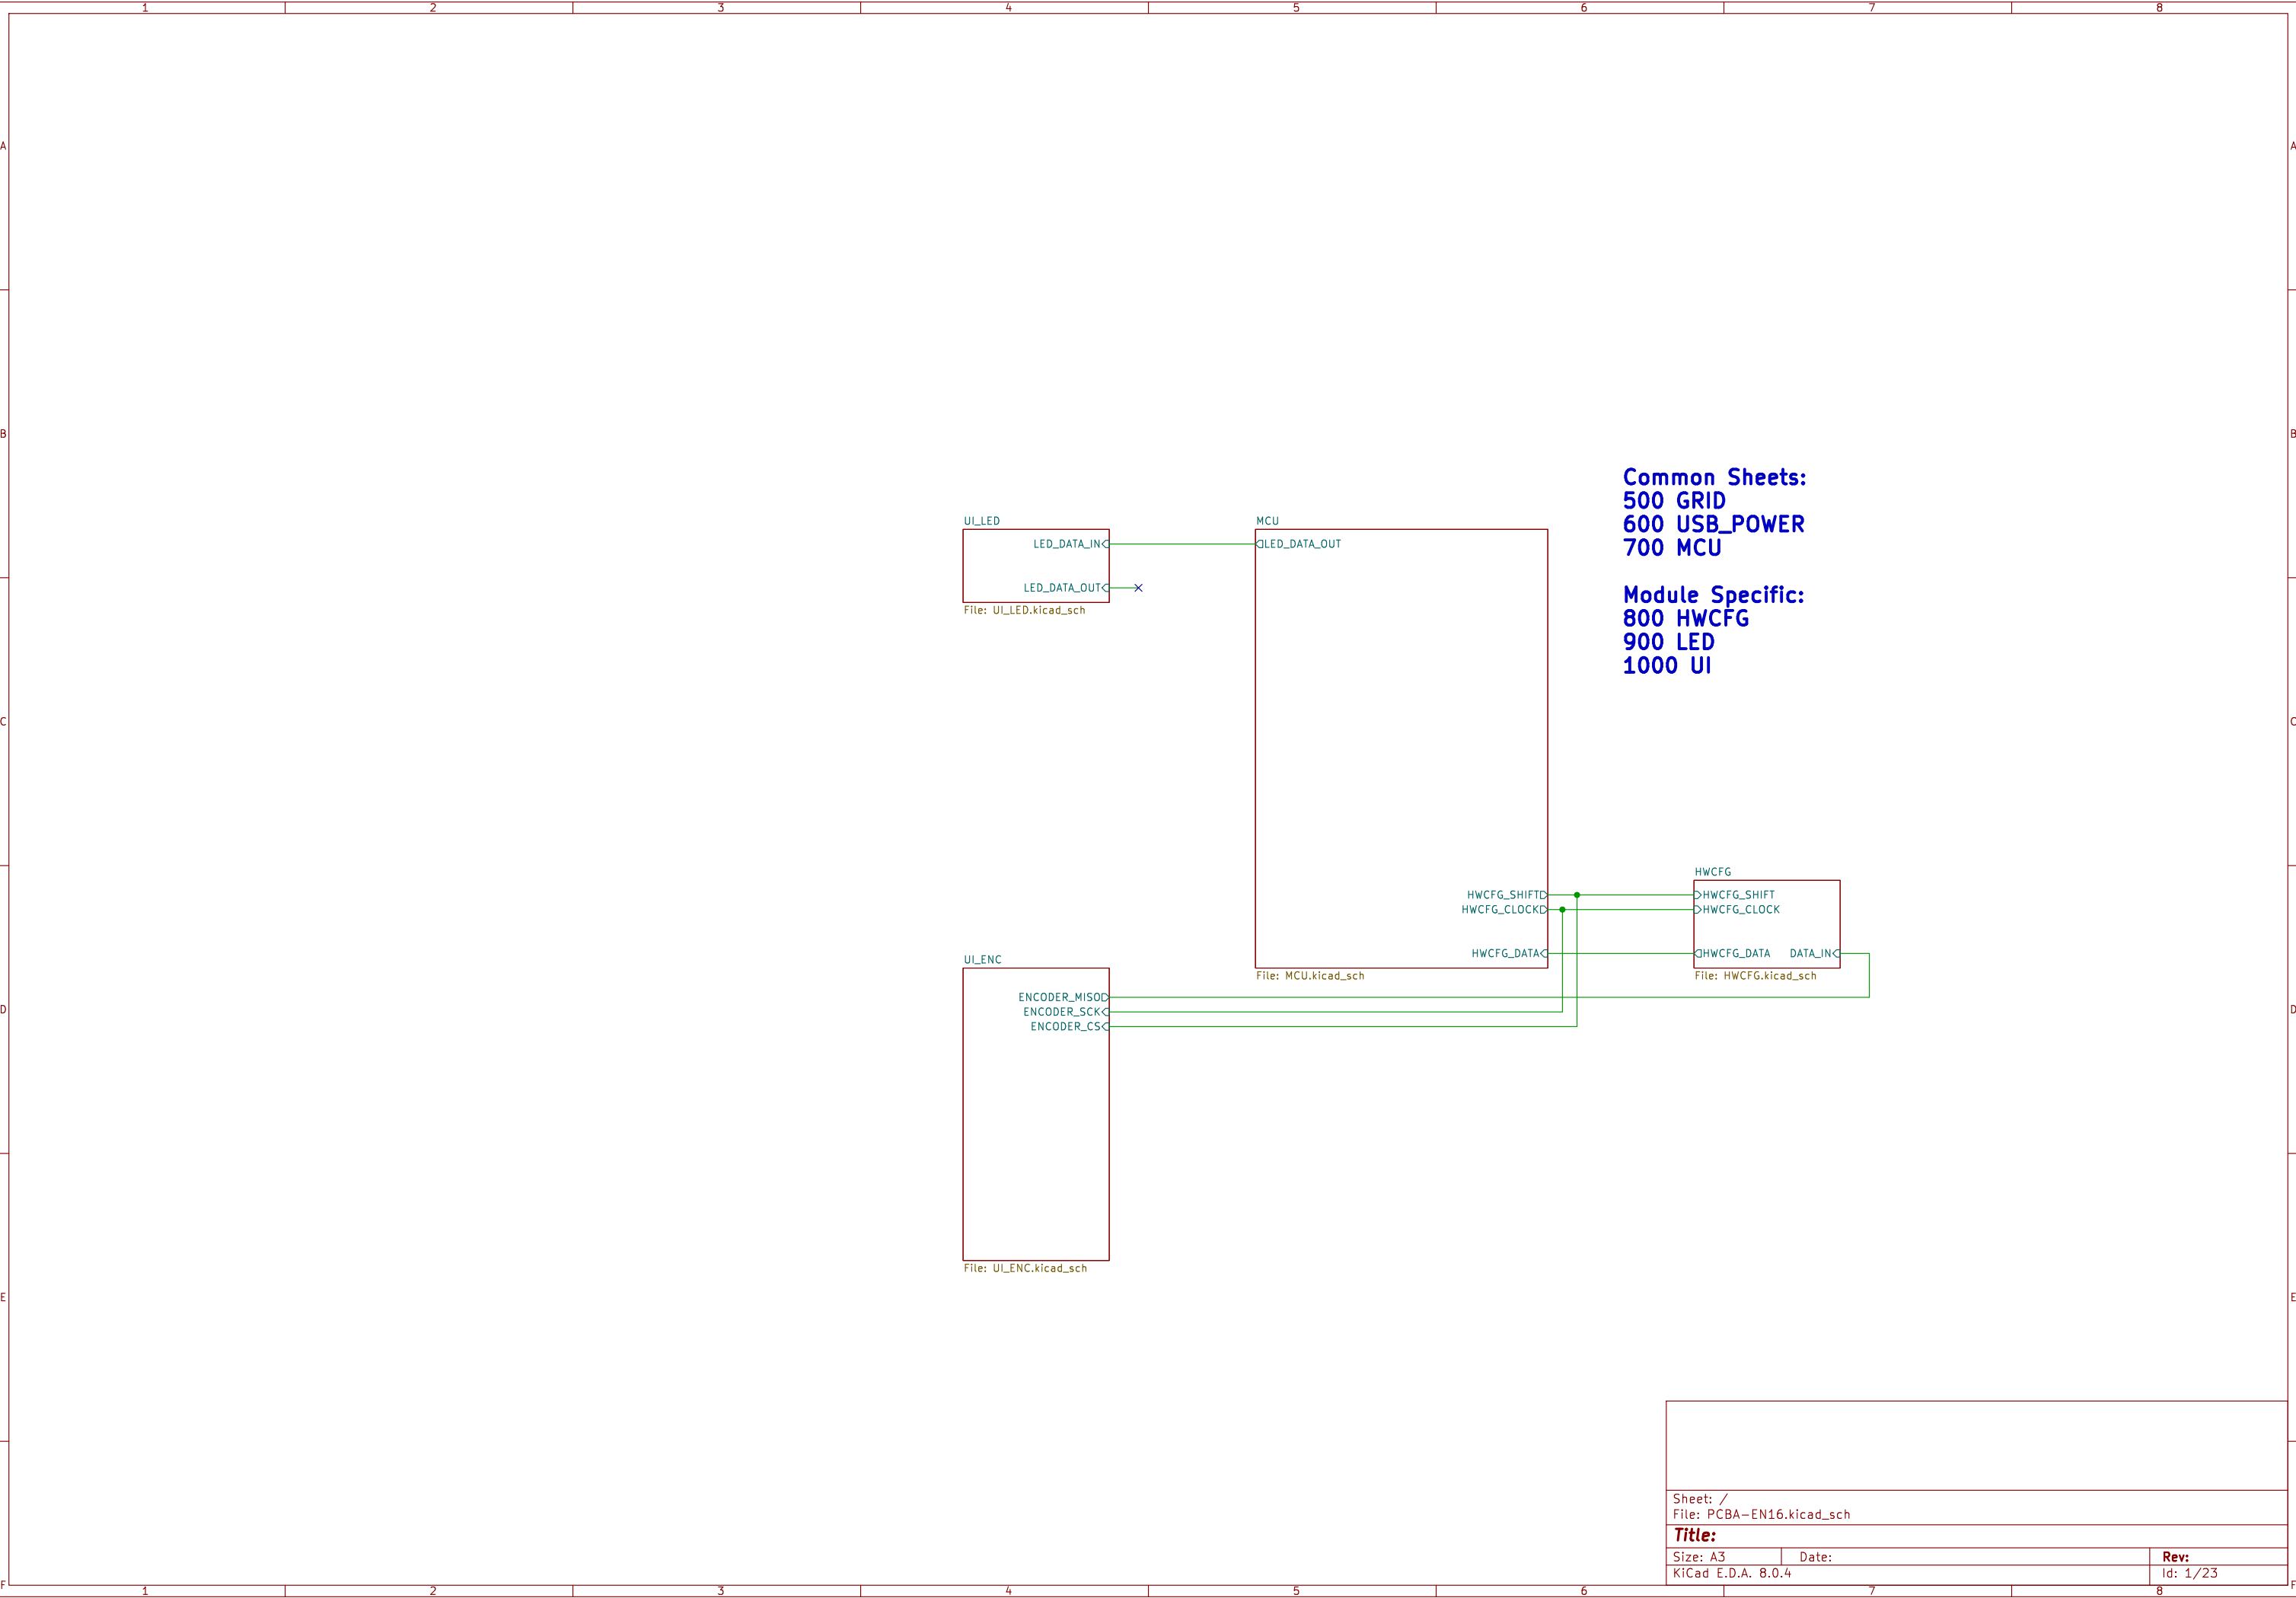 1 2 3 4 5 6 7 8
A A
B B
Common Sheets:
500 GRID
600 USB_POWER
700 MCU
Module Specific:
800 HWCFG
900 LED
1000 UI
UI_LED
LED_DATA_IN
LED_DATA_OUT
File: UI_LED.kicad_sch
MCU
LED_DATA_OUT
HWCFG_SHIFT
HWCFG_CLOCK
HWCFG_DATA
File: MCU.kicad_sch
C C
HWCFG
HWCFG_SHIFT
HWCFG_CLOCK
HWCFG_DATA DATA_IN
File: HWCFG.kicad_sch
UI_ENC
ENCODER_MISO
ENCODER_SCK
ENCODER_CS
File: UI_ENC.kicad_sch
D D
E E
Sheet: /
File: PCBA-EN16.kicad_sch
Title:
Size: A3 Date: Rev:
KiCad E.D.A. 8.0.4 Id: 1/23
F F
1 2 3 4 5 6 7 8